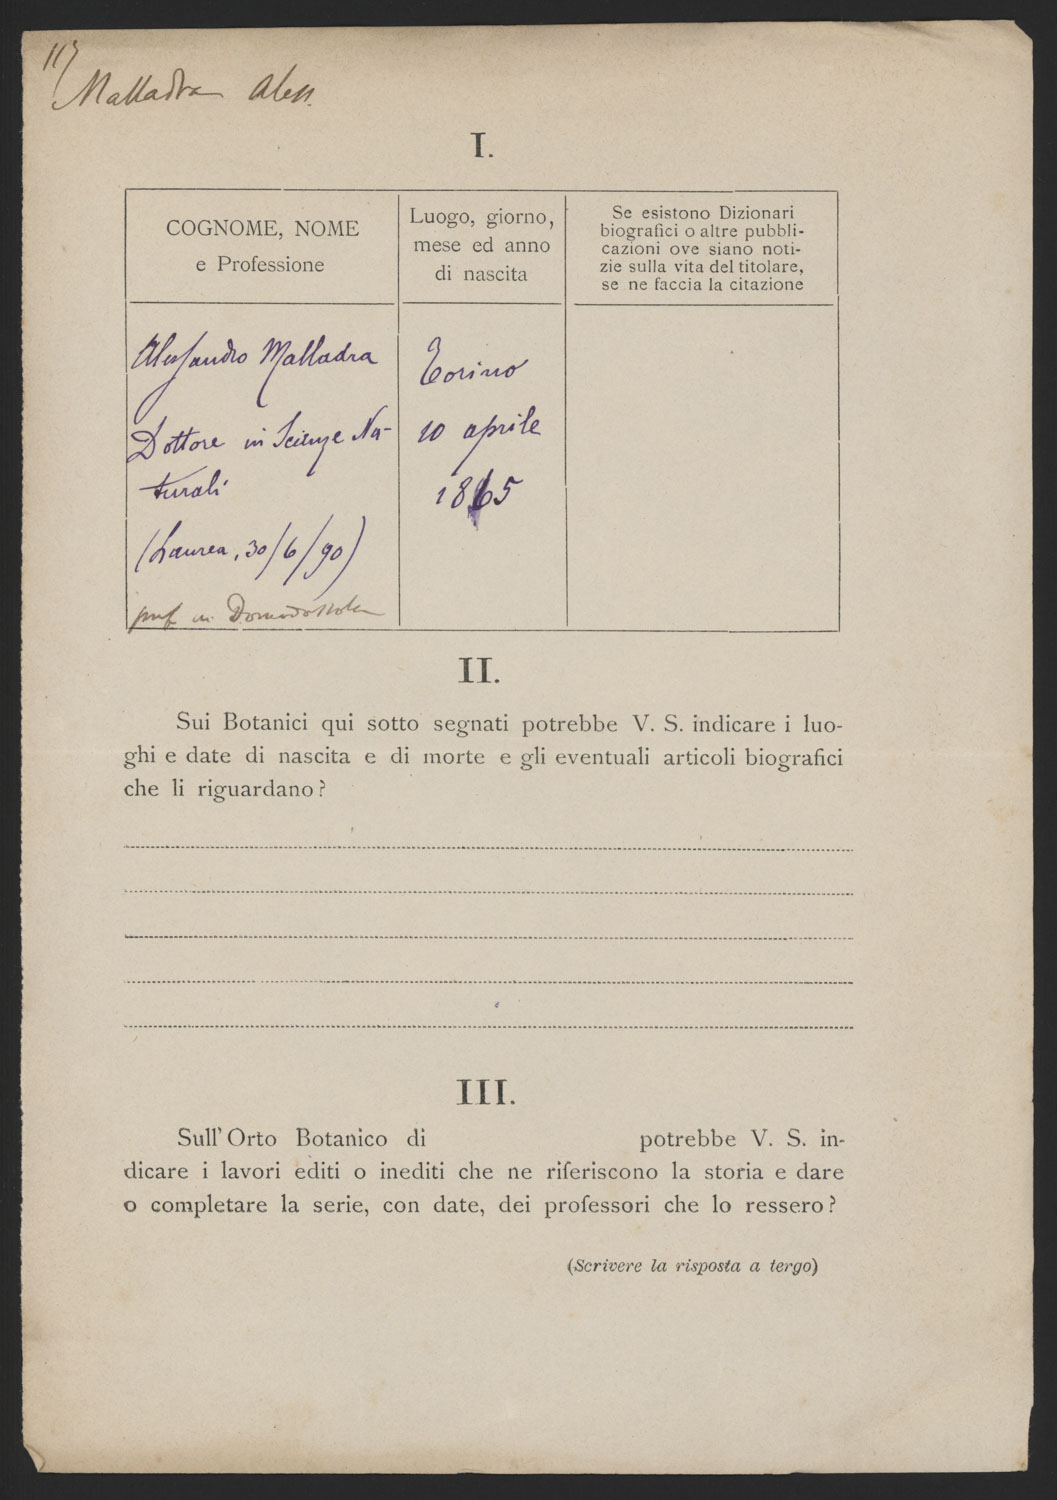 117
Malladra Aless.
I.
COGNOME, NOME
e Professione
Luogo, giorno,
mese ed anno
di nascita
Se esistono Dizionari
biografici o altre pubbli-
cazioni ove siano noti-
zie sulla vita del titolare,
se ne faccia la citazione
Alessandro Malladra
Dottore in Scienze Na-
turali
(Laurea, 30/6/90)
prof in Domodossola
Torino
10 aprile
1865
II.
Sui Botanici qui sotto segnati potrebbe V. S. indicare i luo-
ghi e date di nascita e di morte e gli eventuali articoli biografici
che li riguardano?
III.
Sull' Orto Botanico di potrebbe V. S. in-
dicare i lavori editi o inediti che ne riferiscono la storia e dare
o completare la serie, con date, dei professori che lo ressero?
(Scrivere la risposta a tergo)